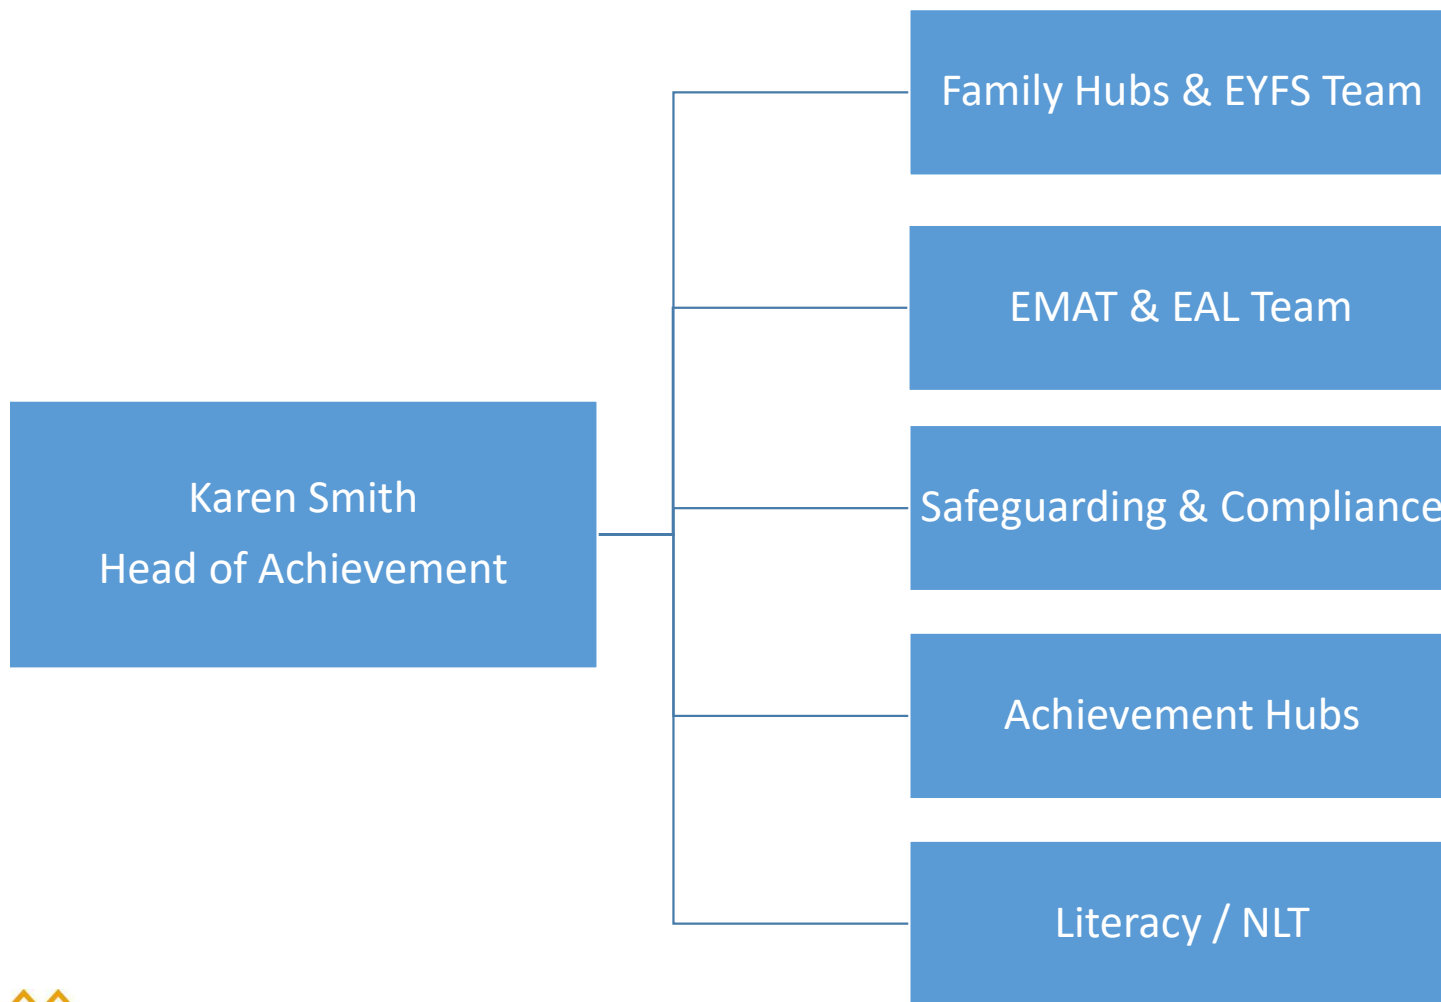 Family Hubs & EYFS Team
EMAT & EAL Team
Karen Smith
Head of Achievement
Safeguarding & Compliance
Achievement Hubs
Literacy / NLT